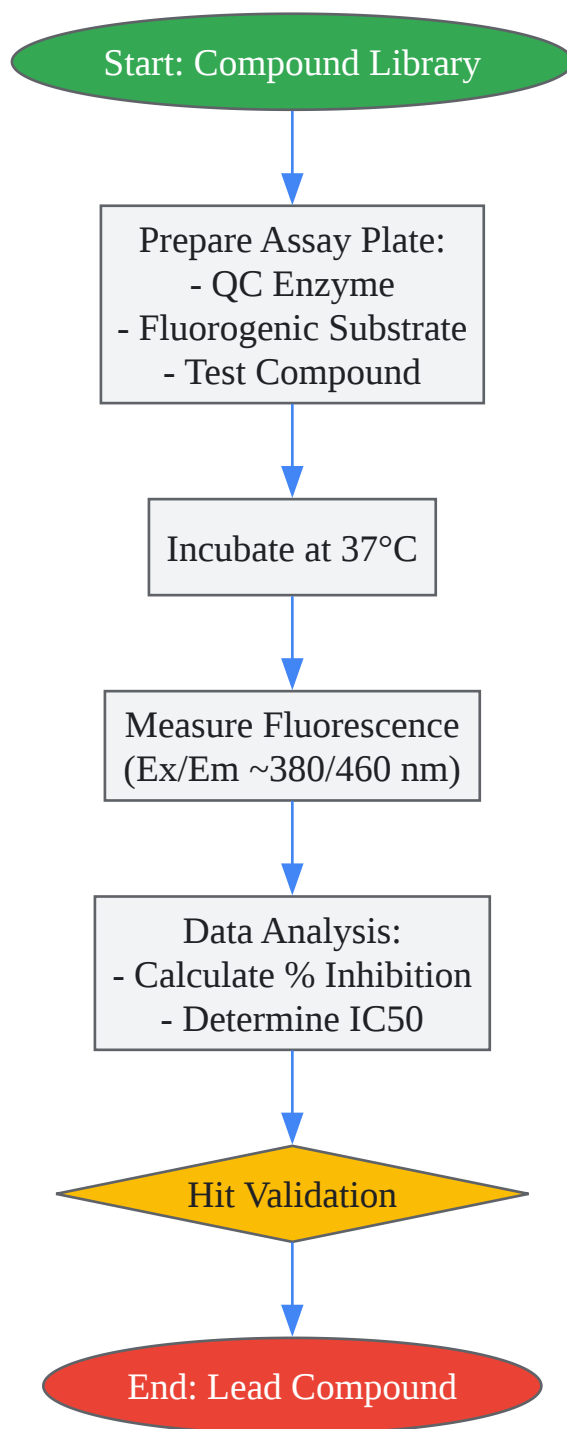 Start: Compound Library
Prepare Assay Plate:
- QC Enzyme
- Fluorogenic Substrate
- Test Compound
Incubate at 37°C
Measure Fluorescence
(Ex/Em ~380/460 nm)
Data Analysis:
- Calculate % Inhibition
- Determine IC50
Hit Validation
End: Lead Compound